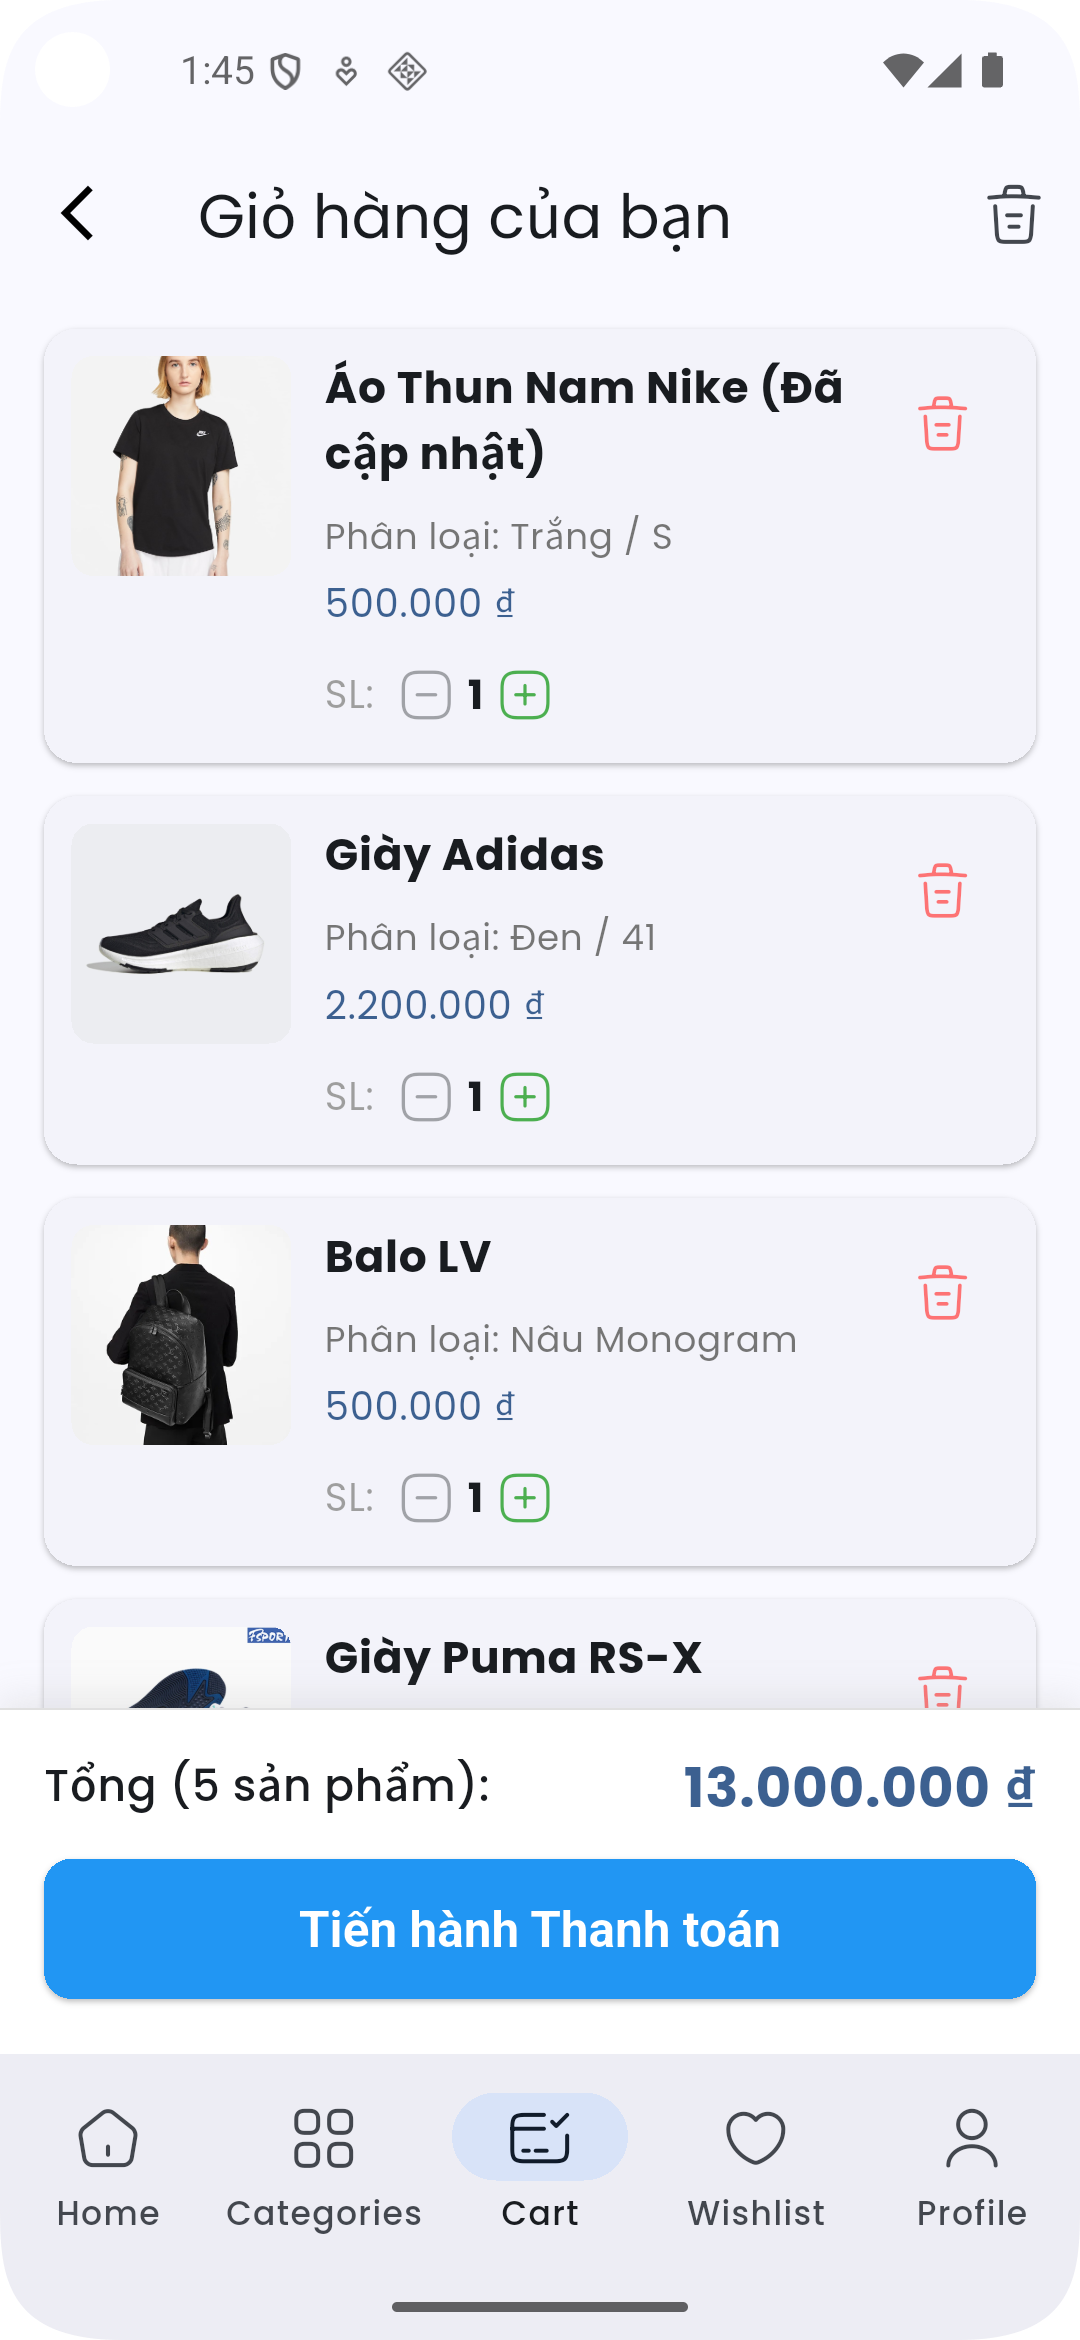 1:45
Giỏ hàng của bạn
Áo Thun Nam Nike (Đã
cập nhật)
Phân loại: Trắng / S
500.000 ₫
SL: 1
Giày Adidas
Phân loại: Đen / 41
2.200.000 ₫
SL: 1
Balo LV
Phân loại: Nâu Monogram
500.000 ₫
SL: 1
FSPORT
Giày Puma RS-X
Tổng (5 sản phẩm): 13.000.000 ₫
Tiến hành Thanh toán
Home Categories Cart Wishlist Profile